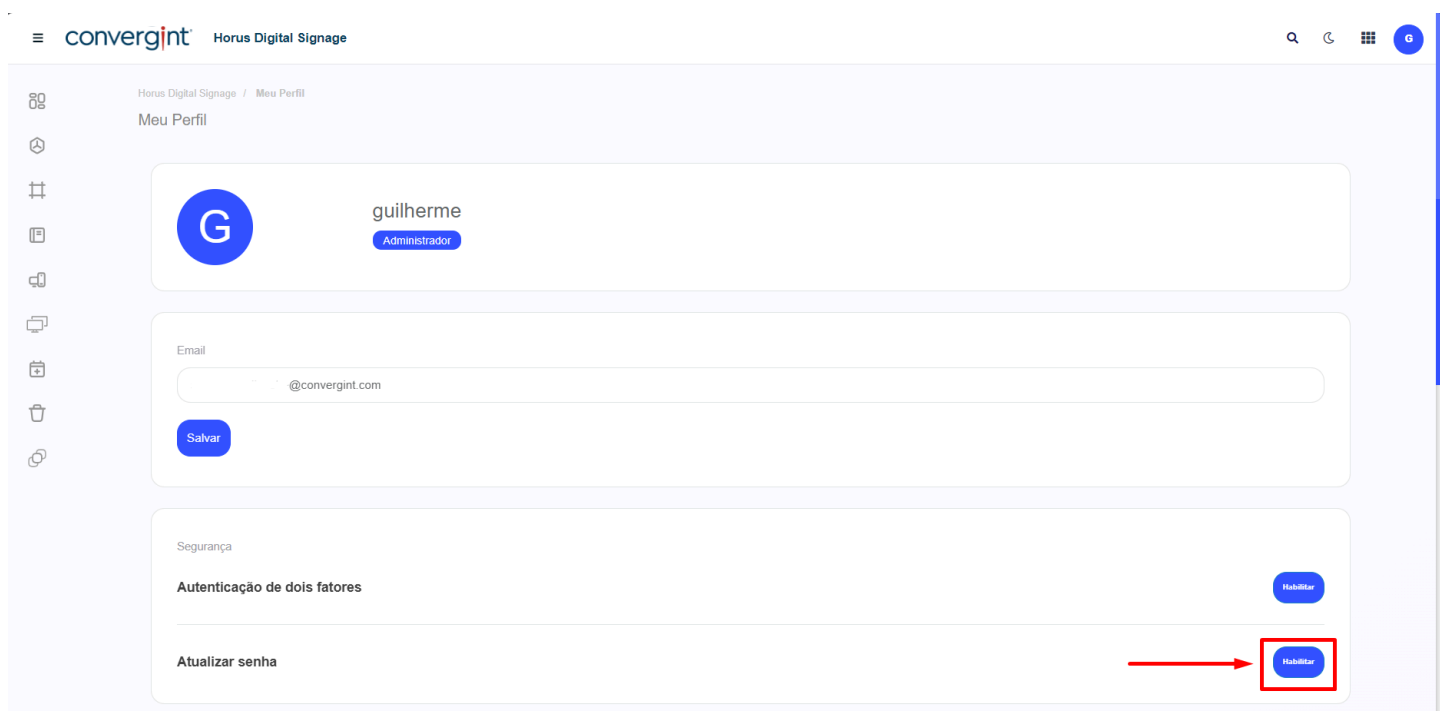 convergint Horus Digital Signage
G
Horus Digital Signage / Meu Perfil
Meu Perfil
G
guilherme
Administrador
Email
@convergint.com
Salvar
Segurança
Autenticação de dois fatores
Habilitar
Atualizar senha
Habilitar